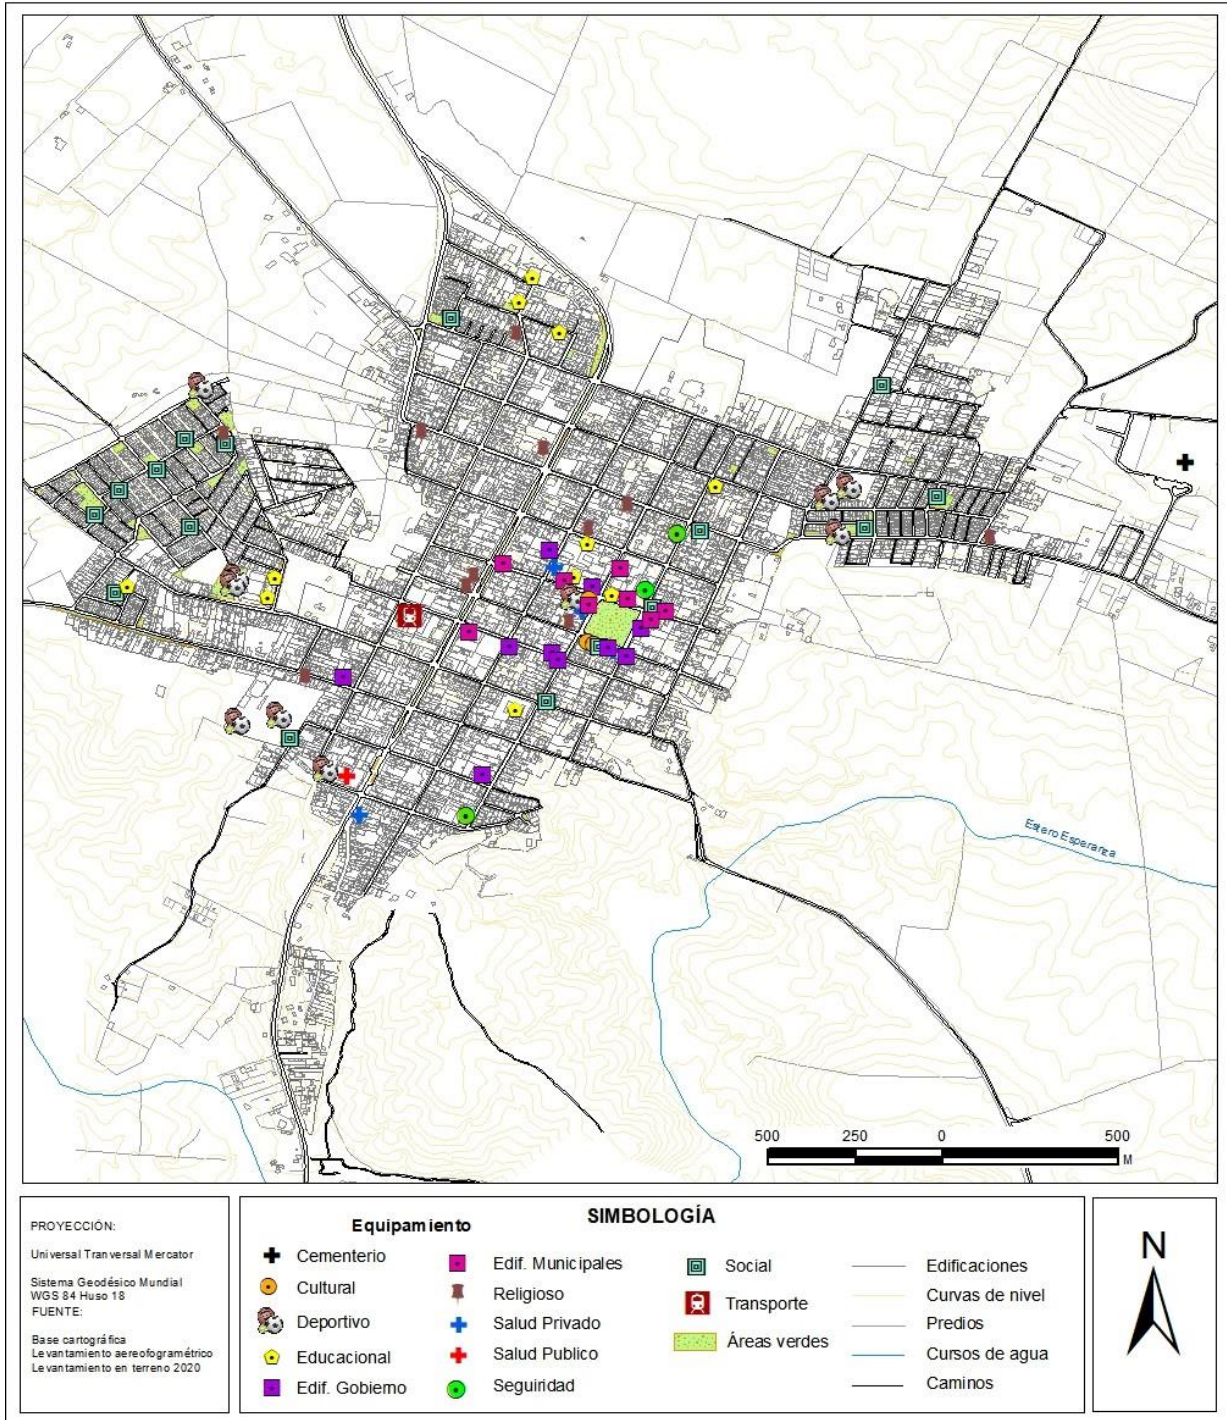 Estero Esperanza
500 250 0 500
M
PROYECCIÓN:
Univer sal Tranversal Mercator
Sistema Geodésico Mundial
WGS 84 Huso 18
FUENTE:
Base cartográfica
Levantamiento aereofogramétrico
Levantamiento en terreno 2020
SIMBOLOGÍA
Equipamiento
Cementerio
Cultural
Deportivo
Educacional
Edif. Gobierno
Edif. Municipales
Religioso
Salud Privado
Salud Publico
Seguiridad
Social
Transporte
Áreas verdes
Edificaciones
Curvas de nivel
Predios
Cursos de agua
Caminos
N